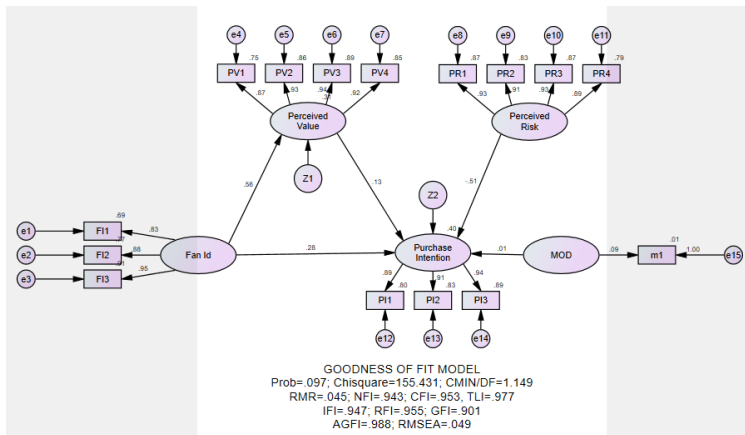 e4 e5 e6 e7 e8 e9 e10 e11
.75 .86 .89 .85 .87 .83 .87 .79
PV1 PV2 PV3 PV4 PR1 PR2 PR3 PR4
.87 .93 .94 .92 .93 .91 .93 .89
Perceived Value
Perceived Risk
Z1
Z2
.56 .13 -.51
.40
e1 FI1 .69 .83
e2 FI2 .88
e3 FI3 .95
Fan Id
.28
Purchase Intention
.01
MOD
.09
.01
m1
1.00
e15
.89 .91 .94
.80 .83 .89
PI1 PI2 PI3
e12 e13 e14
GOODNESS OF FIT MODEL
Prob=.097; Chisquare=155.431; CMIN/DF=1.149
RMR=.045; NFI=.943; CFI=.953, TLI=.977
IFI=.947; RFI=.955; GFI=.901
AGFI=.988; RMSEA=.049